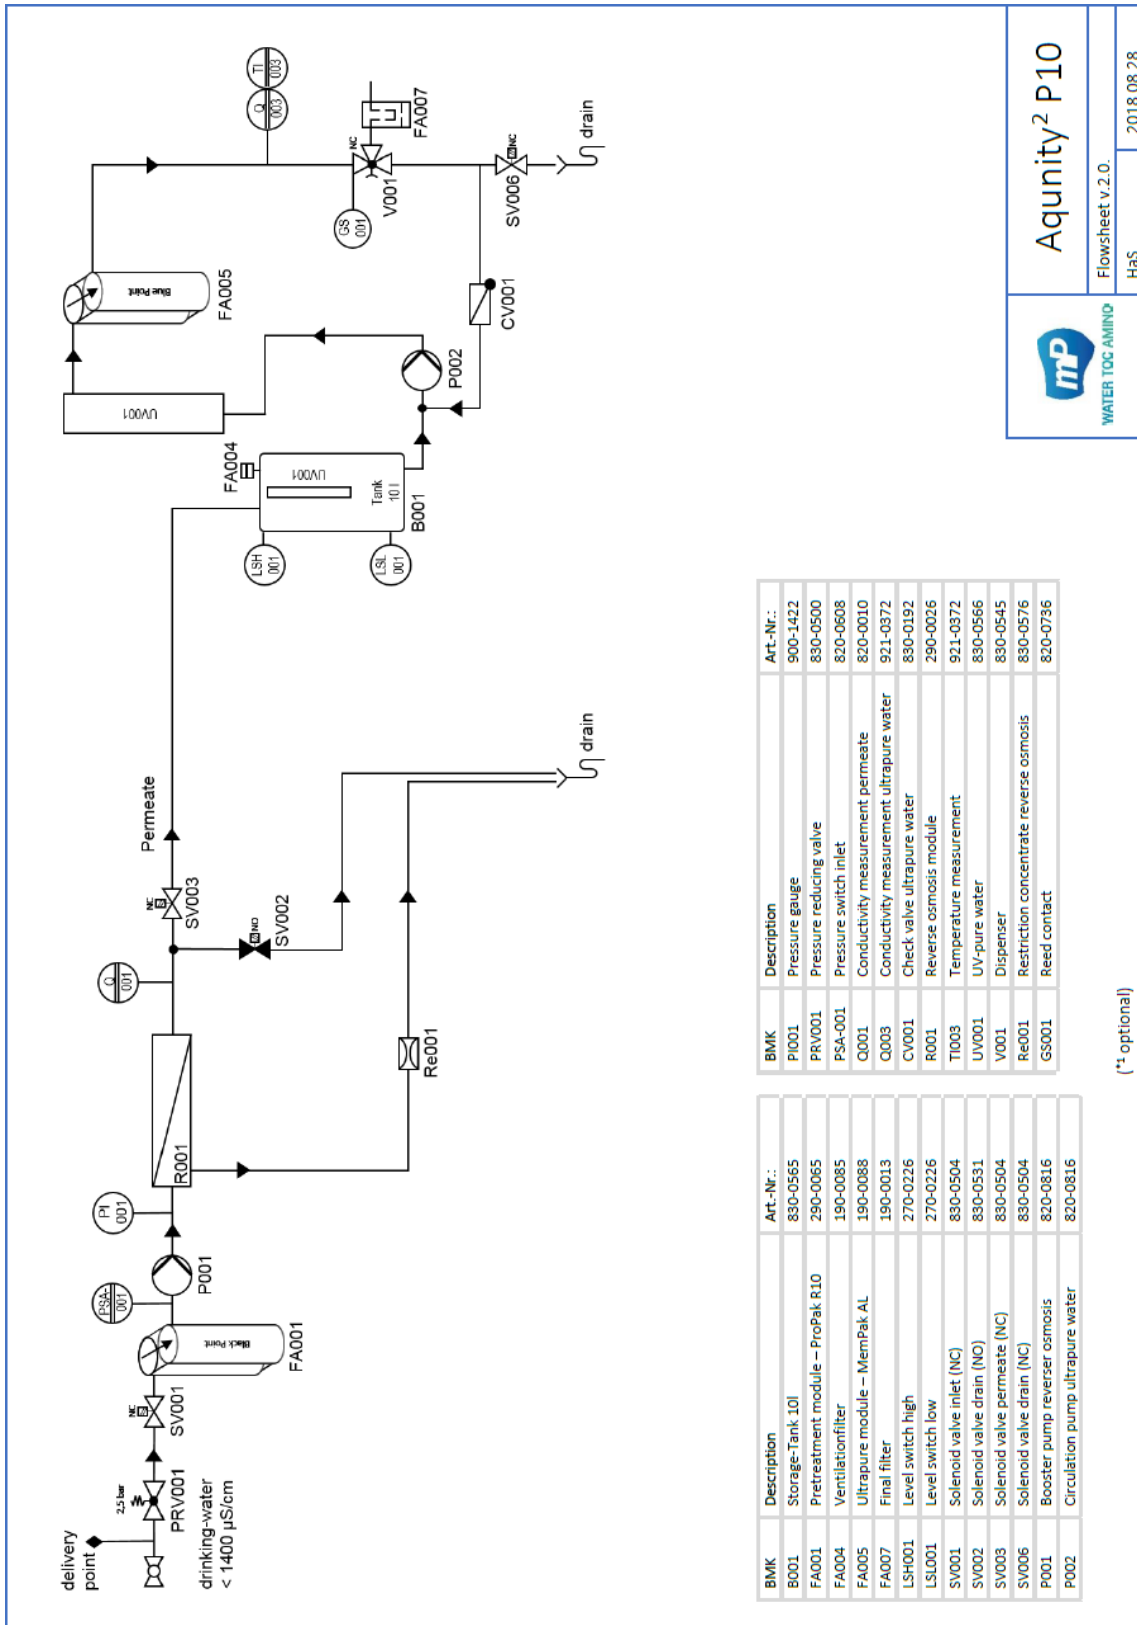 delivery
point
2,5 bar
PRV001
drinking-water
< 1400 µS/cm
NC
SV001
Black Point
FA001
PSA-
001
P001
PI
001
R001
Q
001
NC
SV003
Permeate
NO
SV002
Re001
drain
LSH
001
LSL
001
FA004
UV001
Tank
10 l
B001
UV001
P002
CV001
Blue Point
FA005
Q
003
TI
003
GS
001
NC
V001
FA007
NC
SV006
drain
BMK Description Art.-Nr.:
B001 Storage-Tank 10l 830-0565
FA001 Pretreatment module – ProPak R10 290-0065
FA004 Ventilationfilter 190-0085
FA005 Ultrapure module – MemPak AL 190-0088
FA007 Final filter 190-0013
LSH001 Level switch high 270-0226
LSL001 Level switch low 270-0226
SV001 Solenoid valve inlet (NC) 830-0504
SV002 Solenoid valve drain (NO) 830-0531
SV003 Solenoid valve permeate (NC) 830-0504
SV006 Solenoid valve drain (NC) 830-0504
P001 Booster pump reverser osmosis 820-0816
P002 Circulation pump ultrapure water 820-0816
BMK Description Art.-Nr.:
PI001 Pressure gauge 900-1422
PRV001 Pressure reducing valve 830-0500
PSA-001 Pressure switch inlet 820-0608
Q001 Conductivity measurement permeate 820-0010
Q003 Conductivity measurement ultrapure water 921-0372
CV001 Check valve ultrapure water 830-0192
R001 Reverse osmosis module 290-0026
TI003 Temperature measurement 921-0372
UV001 UV-pure water 830-0566
V001 Dispenser 830-0545
Re001 Restriction concentrate reverse osmosis 830-0576
GS001 Reed contact 820-0736
(*¹ optional)
mP
WATER TOC AMINO
Aqunity² P10
Flowsheet v.2.0.
HaS 2018.08.28